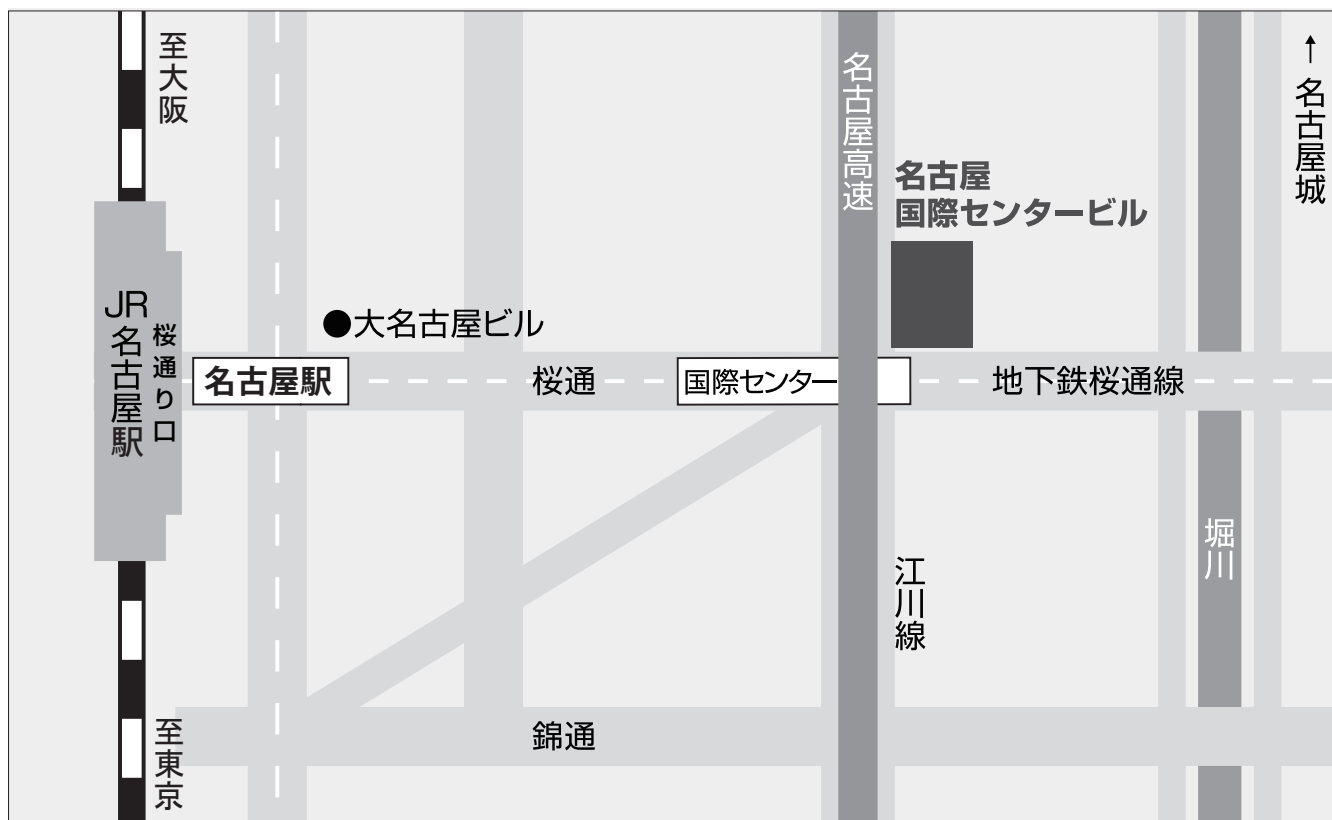 至大阪
名古屋高速
↑名古屋城
名古屋
国際センタービル
JR名古屋駅
桜通り口
●大名古屋ビル
名古屋駅
桜通
国際センター
地下鉄桜通線
堀川
江川線
至東京
錦通